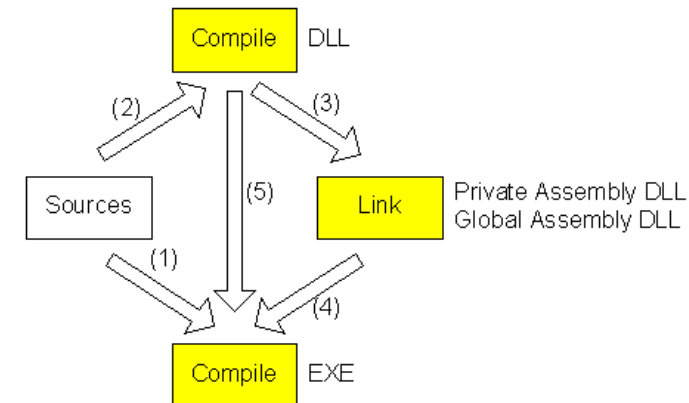 Compile DLL
(2)
(3)
Sources
(5)
Link
Private Assembly DLL
Global Assembly DLL
(1)
(4)
Compile EXE